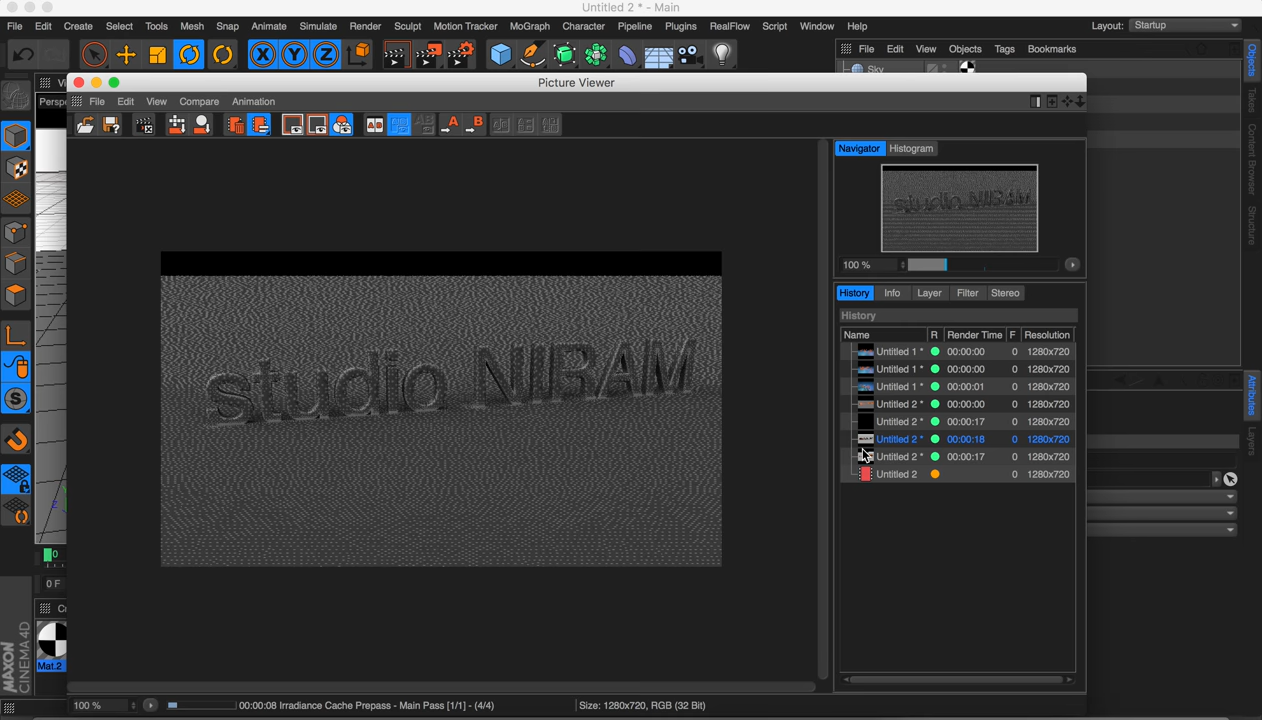 Untitled 2 * - Main
File Edit Create Select Tools Mesh Snap Animate Simulate Render Sculpt Motion Tracker MoGraph Character Pipeline Plugins RealFlow Script Window Help
Layout: Startup
File Edit View Objects Tags Bookmarks
Sky
Picture Viewer
Persp
File Edit View Compare Animation
X Y Z
A B
Navigator Histogram
studio NIRAM
100 %
History Info Layer Filter Stereo
History
Name R Render Time F Resolution
Untitled 1 * 00:00:00 0 1280x720
Untitled 1 * 00:00:00 0 1280x720
Untitled 1 * 00:00:01 0 1280x720
Untitled 2 * 00:00:00 0 1280x720
Untitled 2 * 00:00:17 0 1280x720
Untitled 2 * 00:00:18 0 1280x720
Untitled 2 * 00:00:17 0 1280x720
Untitled 2 0 1280x720
studio NIRAM
Objects
Takes
Content Browser
Structure
Attributes
Layers
0
0 F
Mat.2
MAXON
CINEMA 4D
100 % 00:00:08 Irradiance Cache Prepass - Main Pass [1/1] - (4/4) Size: 1280x720, RGB (32 Bit)